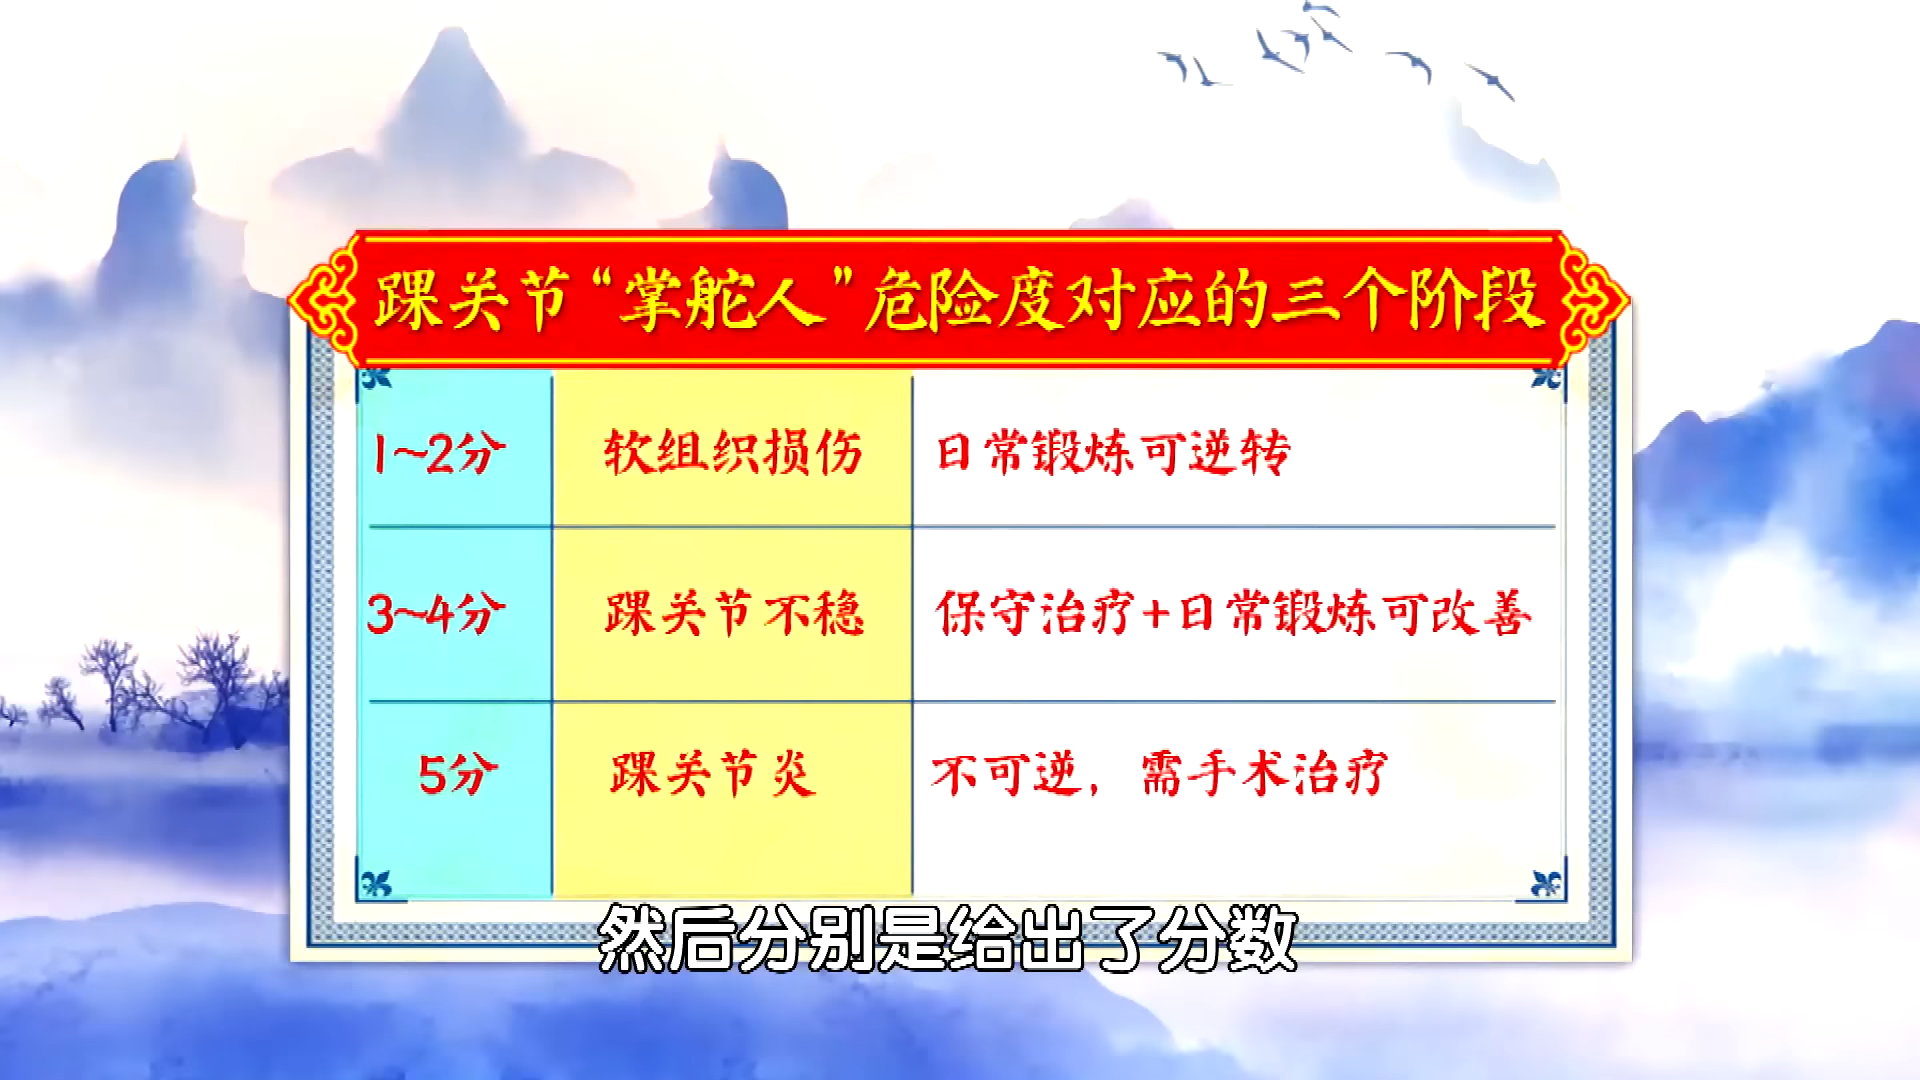 踝关节“掌舵人”危险度对应的三个阶段
1~2分 软组织损伤 日常锻炼可逆转
3~4分 踝关节不稳 保守治疗+日常锻炼可改善
5分 踝关节炎 不可逆，需手术治疗
然后分别是给出了分数